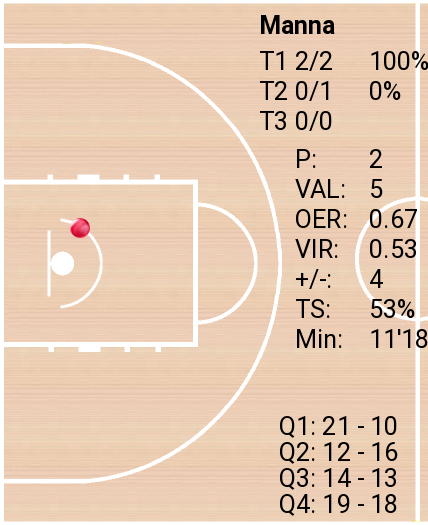 Manna
T1 2/2 100%
T2 0/1 0%
T3 0/0
P: 2
VAL: 5
OER: 0.67
VIR: 0.53
+/-: 4
TS: 53%
Min: 11'18
Q1: 21 - 10
Q2: 12 - 16
Q3: 14 - 13
Q4: 19 - 18